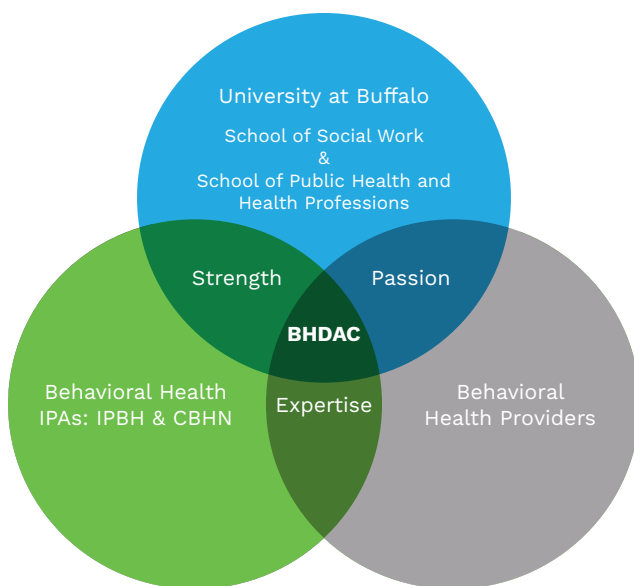 University at Buffalo
School of Social Work
&
School of Public Health and
Health Professions
Strength
Passion
BHDAC
Behavioral Health
IPAs: IPBH & CBHN
Expertise
Behavioral
Health Providers